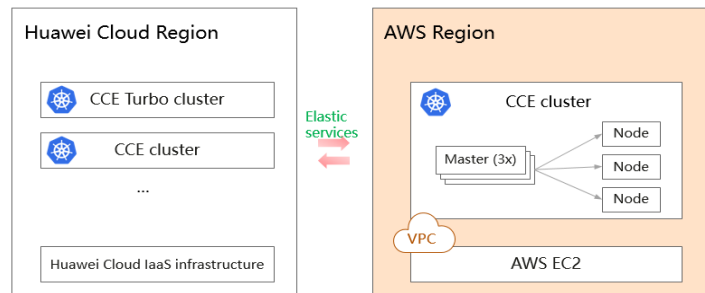 Huawei Cloud Region
CCE Turbo cluster
CCE cluster
...
Huawei Cloud IaaS infrastructure
Elastic
services
AWS Region
CCE cluster
Master (3x)
Node
Node
Node
VPC
AWS EC2